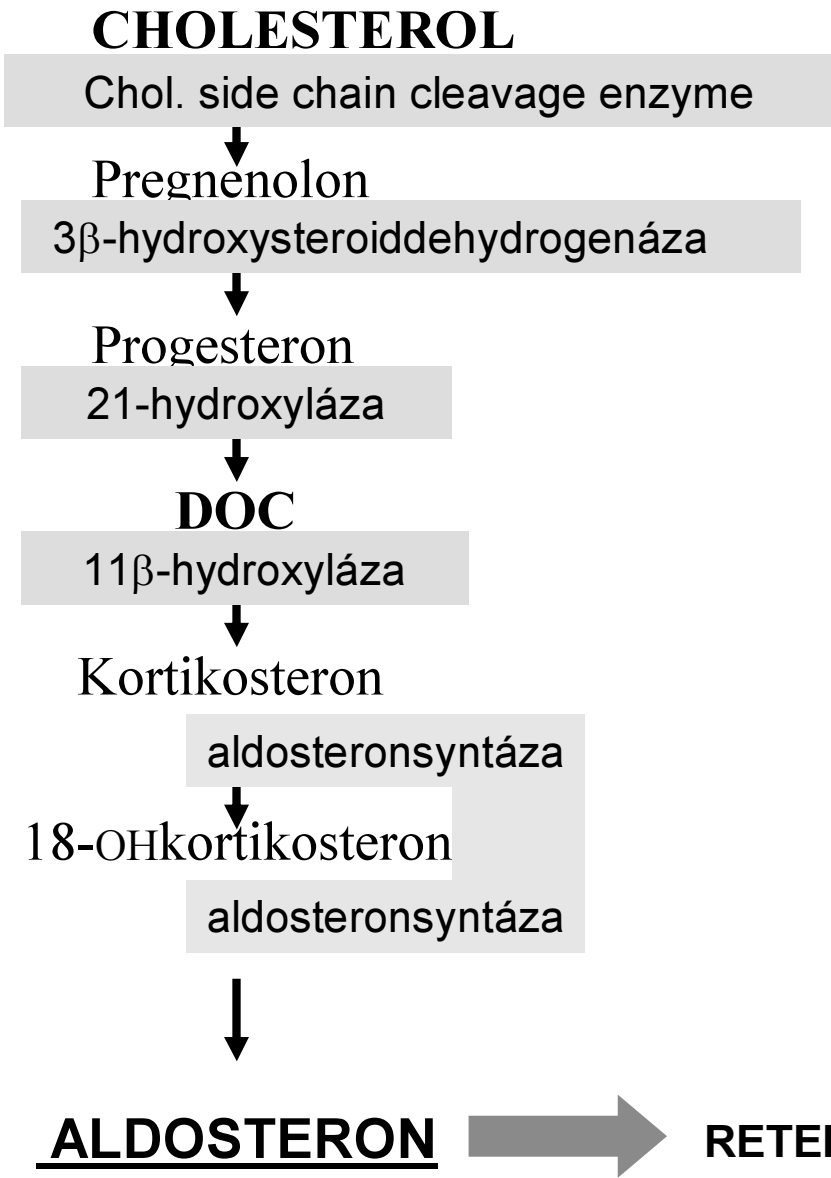 CHOLESTEROL
Chol. side chain cleavage enzyme
Pregnenolon
3β-hydroxysteroiddehydrogenáza
Progesteron
21-hydroxyláza
DOC
11β-hydroxyláza
Kortikosteron
aldosteronsyntáza
18-OHkortikosteron
aldosteronsyntáza
ALDOSTERON